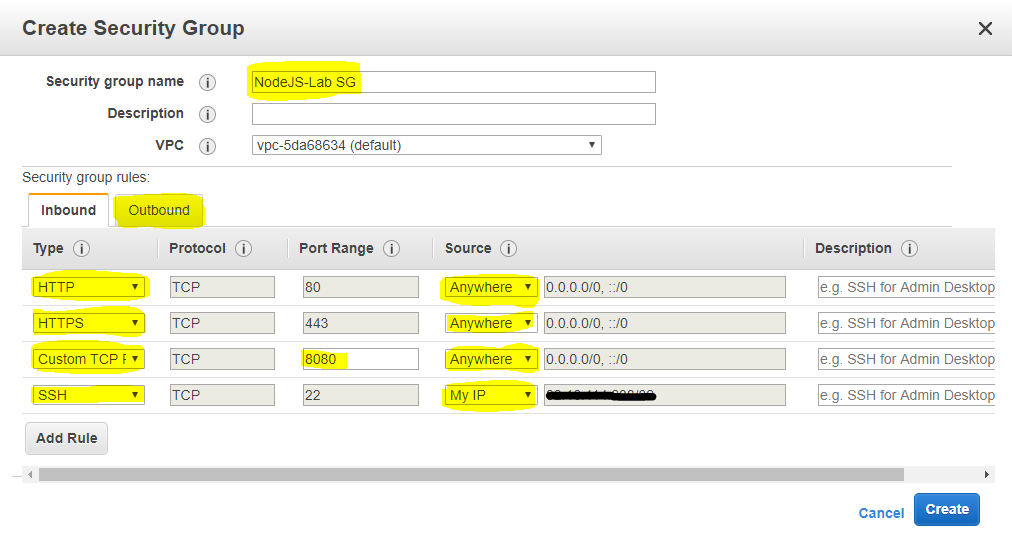 Create Security Group
Security group name i NodeJS-Lab SG
Description i
VPC i vpc-5da68634 (default)
Security group rules:
Inbound Outbound
Type i Protocol i Port Range i Source i Description i
HTTP TCP 80 Anywhere 0.0.0.0/0, ::/0 e.g. SSH for Admin Desktop
HTTPS TCP 443 Anywhere 0.0.0.0/0, ::/0 e.g. SSH for Admin Desktop
Custom TCP TCP 8080 Anywhere 0.0.0.0/0, ::/0 e.g. SSH for Admin Desktop
SSH TCP 22 My IP e.g. SSH for Admin Desktop
Add Rule
Cancel Create